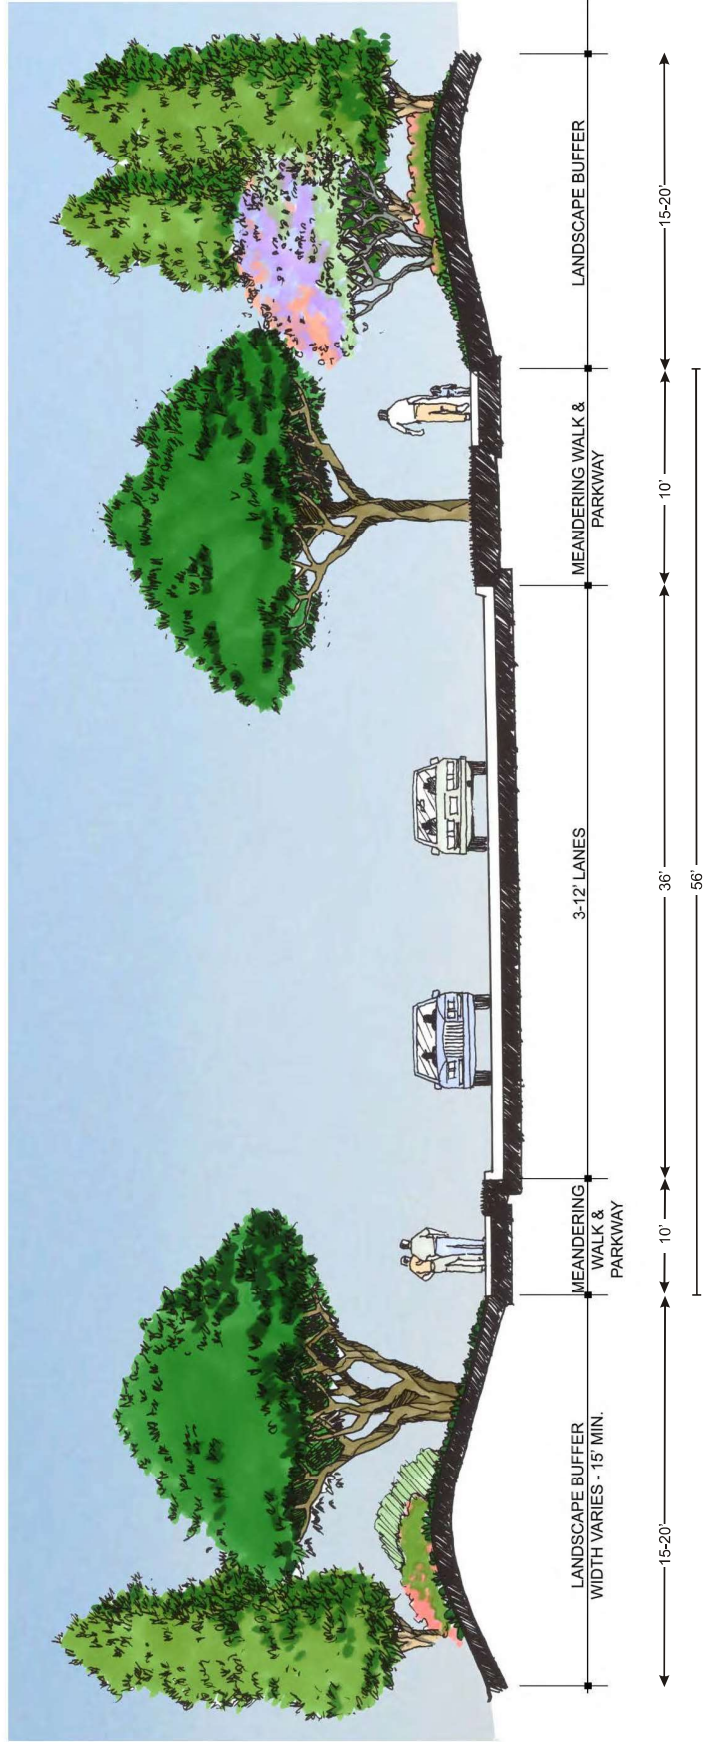 LANDSCAPE BUFFER
WIDTH VARIES - 15' MIN.
MEANDERING
WALK &
PARKWAY
3-12' LANES
MEANDERING WALK &
PARKWAY
LANDSCAPE BUFFER
15-20'
10'
36'
10'
15-20'
56'